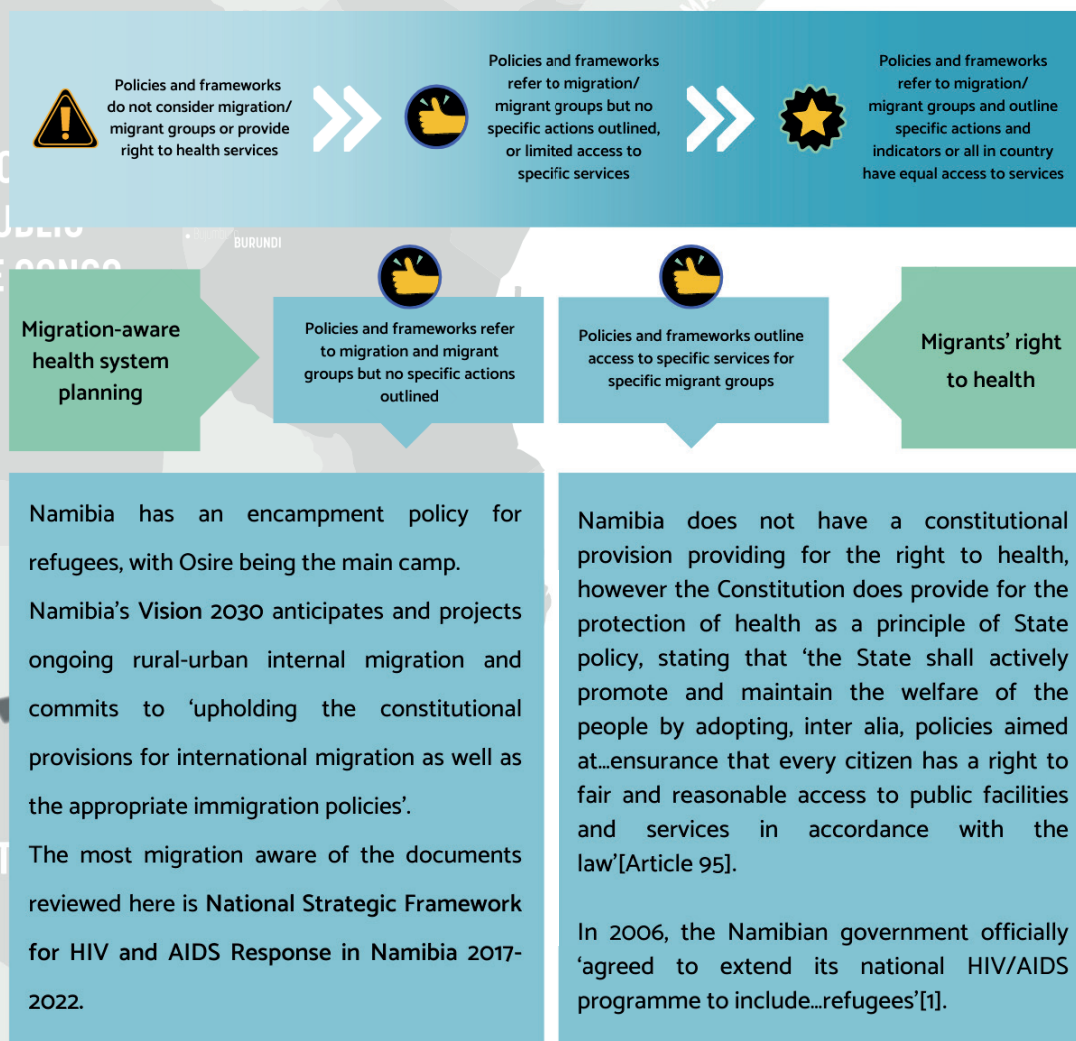 Policies and frameworks
do not consider migration/
migrant groups or provide
right to health services
Policies and frameworks
refer to migration/
migrant groups but no
specific actions outlined,
or limited access to
specific services
Policies and frameworks
refer to migration/
migrant groups and outline
specific actions and
indicators or all in country
have equal access to services
BURUNDI
CONGO
Migration-aware
health system
planning
Policies and frameworks refer
to migration and migrant
groups but no specific actions
outlined
Policies and frameworks outline
access to specific services for
specific migrant groups
Migrants’ right
to health
Namibia has an encampment policy for
refugees, with Osire being the main camp.
Namibia’s Vision 2030 anticipates and projects
ongoing rural-urban internal migration and
commits to ‘upholding the constitutional
provisions for international migration as well as
the appropriate immigration policies’.
The most migration aware of the documents
reviewed here is National Strategic Framework
for HIV and AIDS Response in Namibia 2017-
2022.
Namibia does not have a constitutional
provision providing for the right to health,
however the Constitution does provide for the
protection of health as a principle of State
policy, stating that ‘the State shall actively
promote and maintain the welfare of the
people by adopting, inter alia, policies aimed
at…ensurance that every citizen has a right to
fair and reasonable access to public facilities
and services in accordance with the
law’[Article 95].
In 2006, the Namibian government officially
‘agreed to extend its national HIV/AIDS
programme to include…refugees’[1].